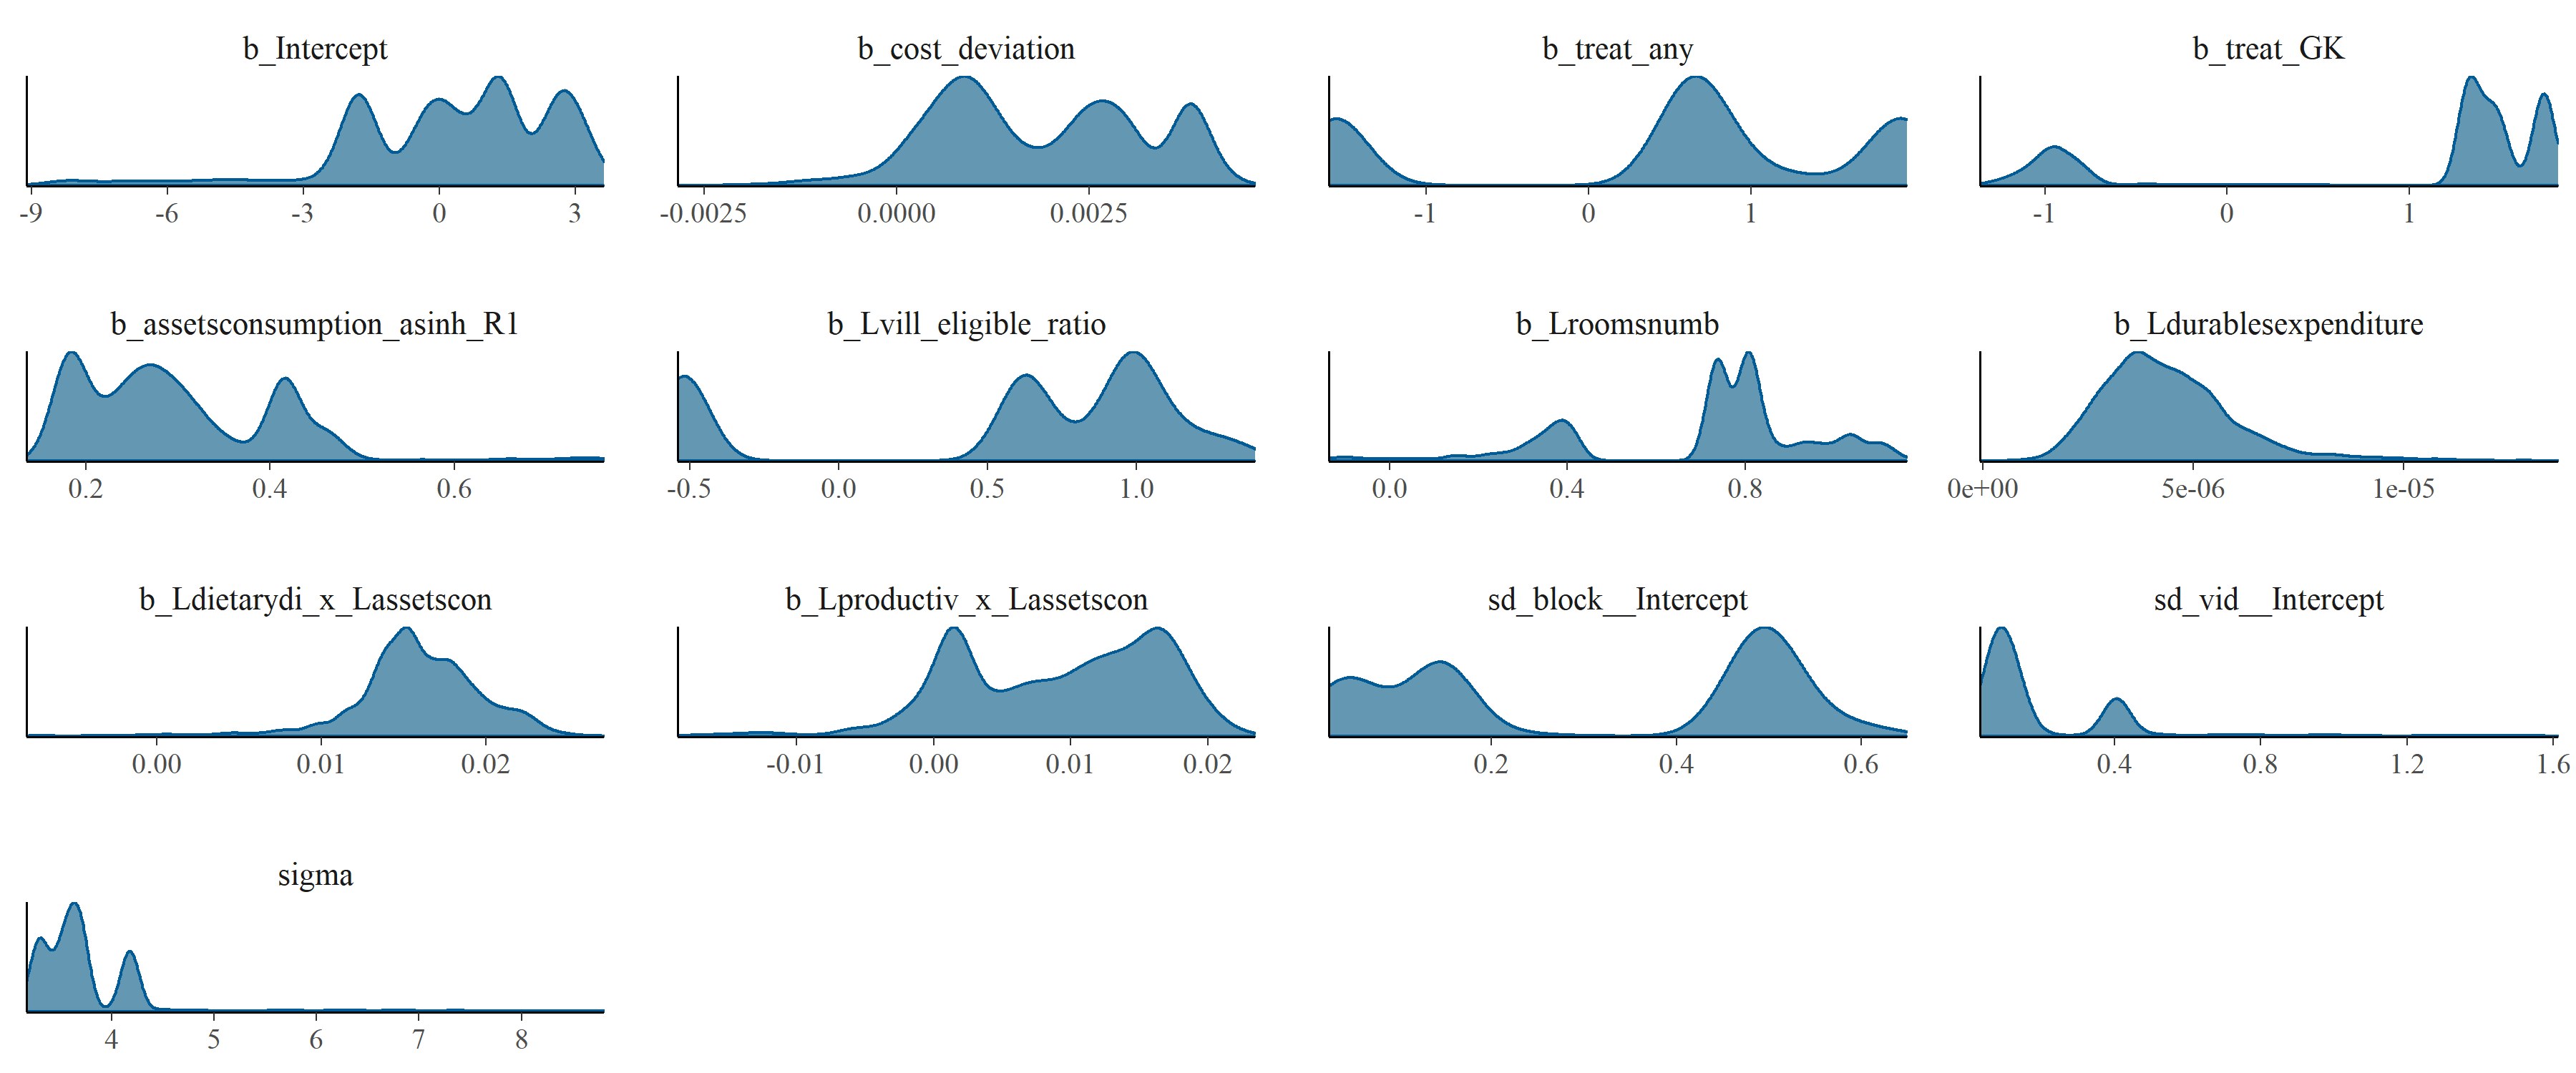 b_Intercept
b_cost_deviation
b_treat_any
b_treat_GK
-9 -6 -3 0 3
-0.0025 0.0000 0.0025
-1 0 1
-1 0 1
b_assetsconsumption_asinh_R1
b_Lvill_eligible_ratio
b_Lroomsnumb
b_Ldurablesexpenditure
0.2 0.4 0.6
-0.5 0.0 0.5 1.0
0.0 0.4 0.8
0e+00 5e-06 1e-05
b_Ldietarydi_x_Lassetscon
b_Lproductiv_x_Lassetscon
sd_block__Intercept
sd_vid__Intercept
0.00 0.01 0.02
-0.01 0.00 0.01 0.02
0.2 0.4 0.6
0.4 0.8 1.2 1.6
sigma
4 5 6 7 8